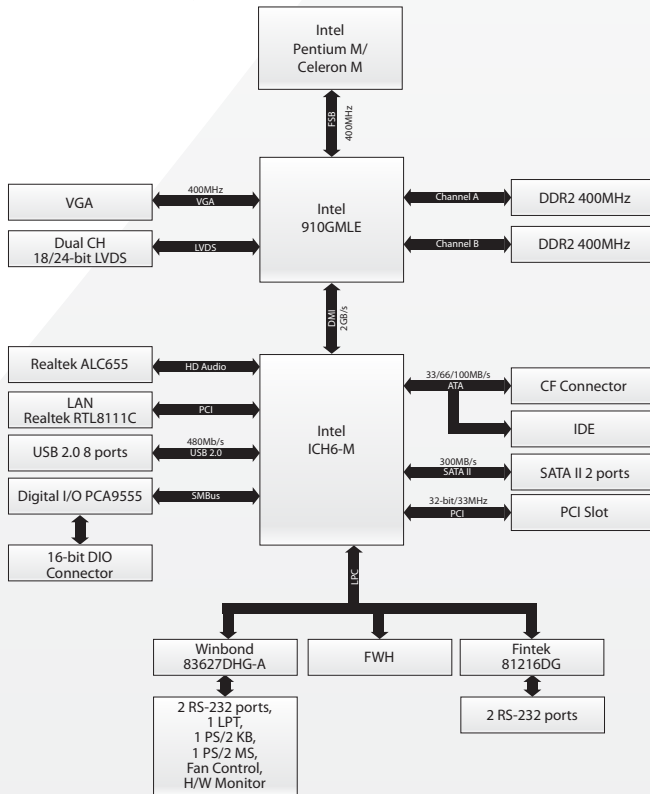 Intel
Pentium M/
Celeron M
FSB
400MHz
Intel
910GMLE
400MHz
VGA
VGA
Dual CH
18/24-bit LVDS
LVDS
Channel A
DDR2 400MHz
Channel B
DDR2 400MHz
DMI
2GB/s
Intel
ICH6-M
Realtek ALC655
HD Audio
LAN
Realtek RTL8111C
PCI
USB 2.0 8 ports
480Mb/s
USB 2.0
Digital I/O PCA9555
SMBus
16-bit DIO
Connector
33/66/100MB/s
ATA
CF Connector
IDE
300MB/s
SATA II
SATA II 2 ports
32-bit/33MHz
PCI
PCI Slot
LPC
Winbond
83627DHG-A
FWH
Fintek
81216DG
2 RS-232 ports,
1 LPT,
1 PS/2 KB,
1 PS/2 MS,
Fan Control,
H/W Monitor
2 RS-232 ports